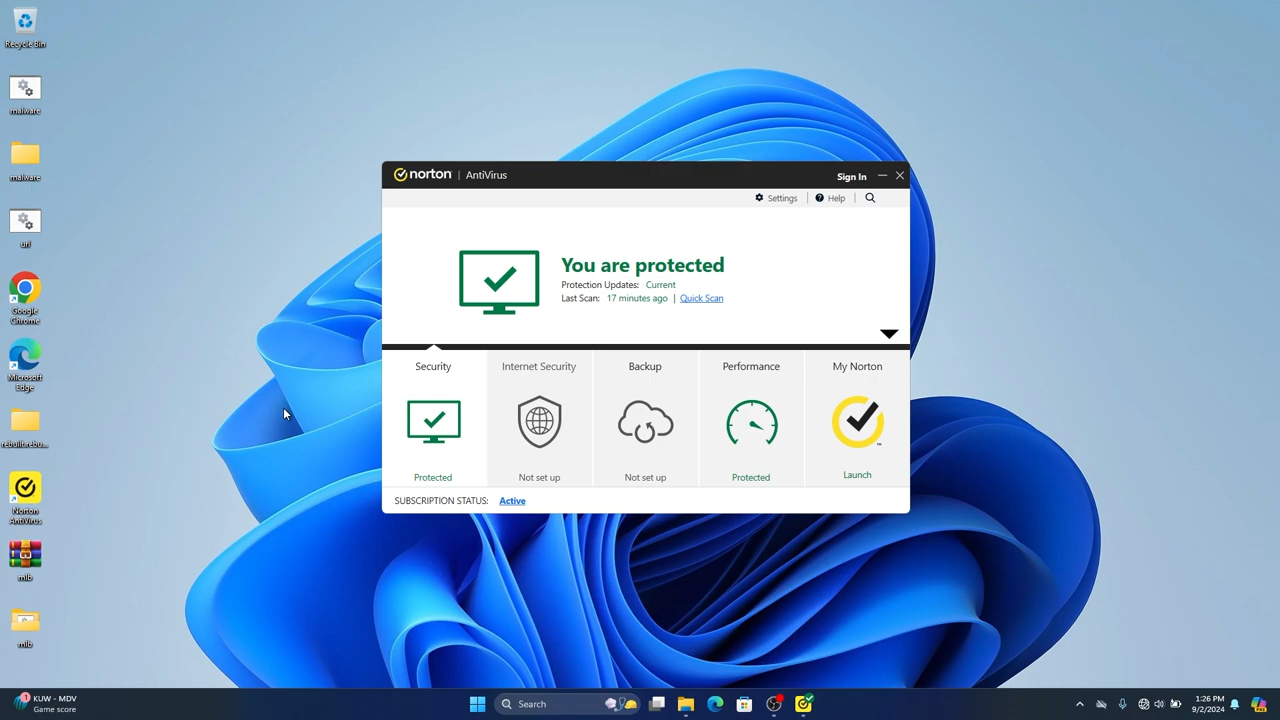 Recycle Bin
malware
malware
url
Google
Chrome
Microsoft
Edge
rebuilt.rebu...
Norton
AntiVirus
mlb
mlb
norton | AntiVirus
Sign In
Settings
Help
You are protected
Protection Updates: Current
Last Scan: 17 minutes ago | Quick Scan
Security
Internet Security
Backup
Performance
My Norton
Protected
Not set up
Not set up
Protected
Launch
SUBSCRIPTION STATUS: Active
1
KUW - MDV
Game score
Search
1:26 PM
9/2/2024